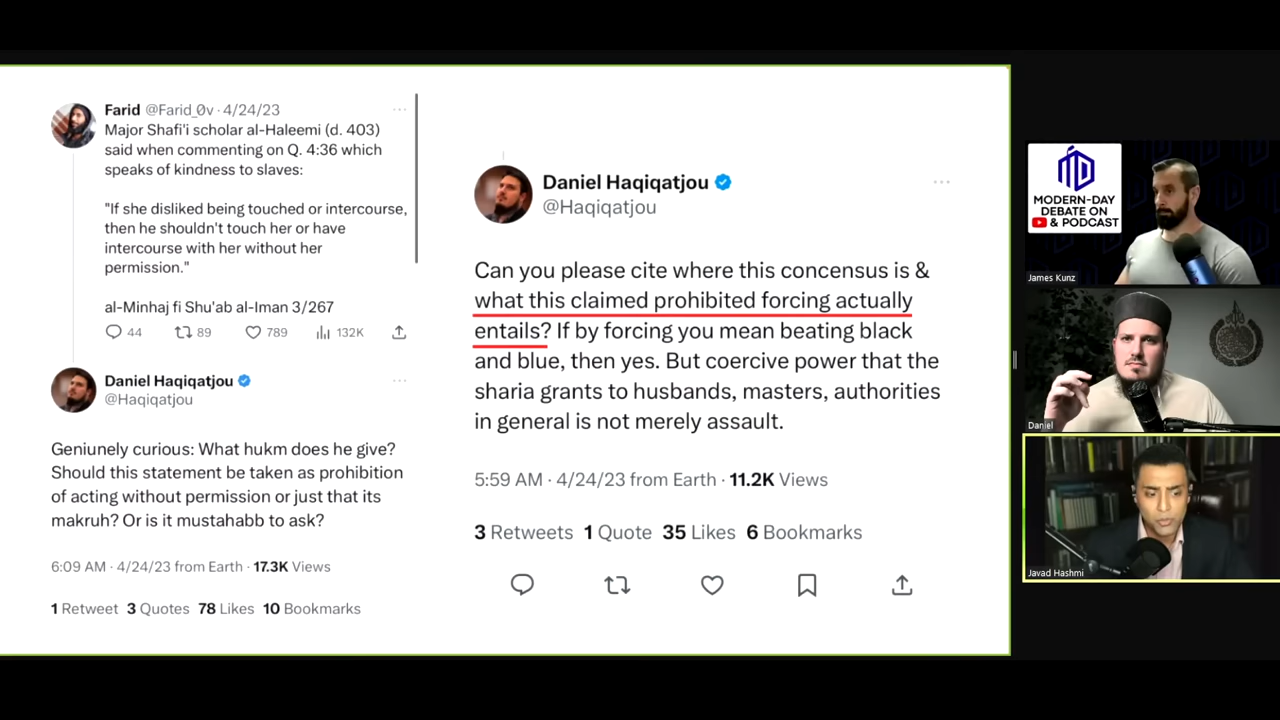 Farid @Farid_0v · 4/24/23
Major Shafi'i scholar al-Haleemi (d. 403)
said when commenting on Q. 4:36 which
speaks of kindness to slaves:
"If she disliked being touched or intercourse,
then he shouldn't touch her or have
intercourse with her without her
permission."
al-Minhaj fi Shu'ab al-Iman 3/267
44 89 789 132K
Daniel Haqiqatjou
@Haqiqatjou
Geniunely curious: What hukm does he give?
Should this statement be taken as prohibition
of acting without permission or just that its
makruh? Or is it mustahabb to ask?
6:09 AM · 4/24/23 from Earth · 17.3K Views
1 Retweet 3 Quotes 78 Likes 10 Bookmarks
Daniel Haqiqatjou
@Haqiqatjou
Can you please cite where this concensus is &
what this claimed prohibited forcing actually
entails? If by forcing you mean beating black
and blue, then yes. But coercive power that the
sharia grants to husbands, masters, authorities
in general is not merely assault.
5:59 AM · 4/24/23 from Earth · 11.2K Views
3 Retweets 1 Quote 35 Likes 6 Bookmarks
MODERN-DAY
DEBATE ON
& PODCAST
James Kunz
Daniel
Javad Hashmi